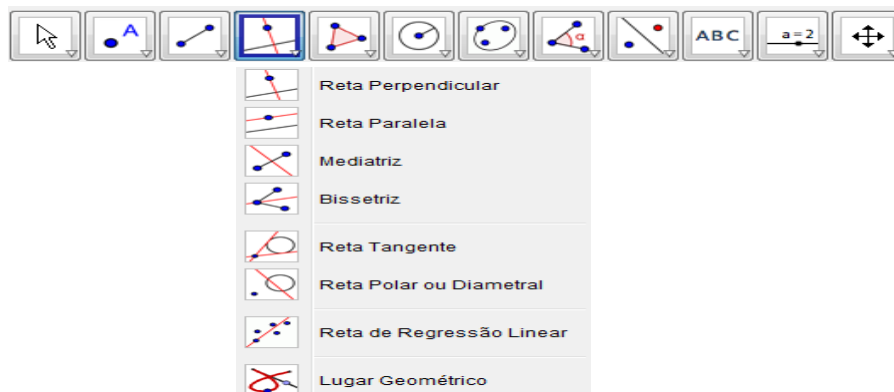 A α ABC a=2
Reta Perpendicular
Reta Paralela
Mediatriz
Bissetriz
Reta Tangente
Reta Polar ou Diametral
Reta de Regressão Linear
Lugar Geométrico